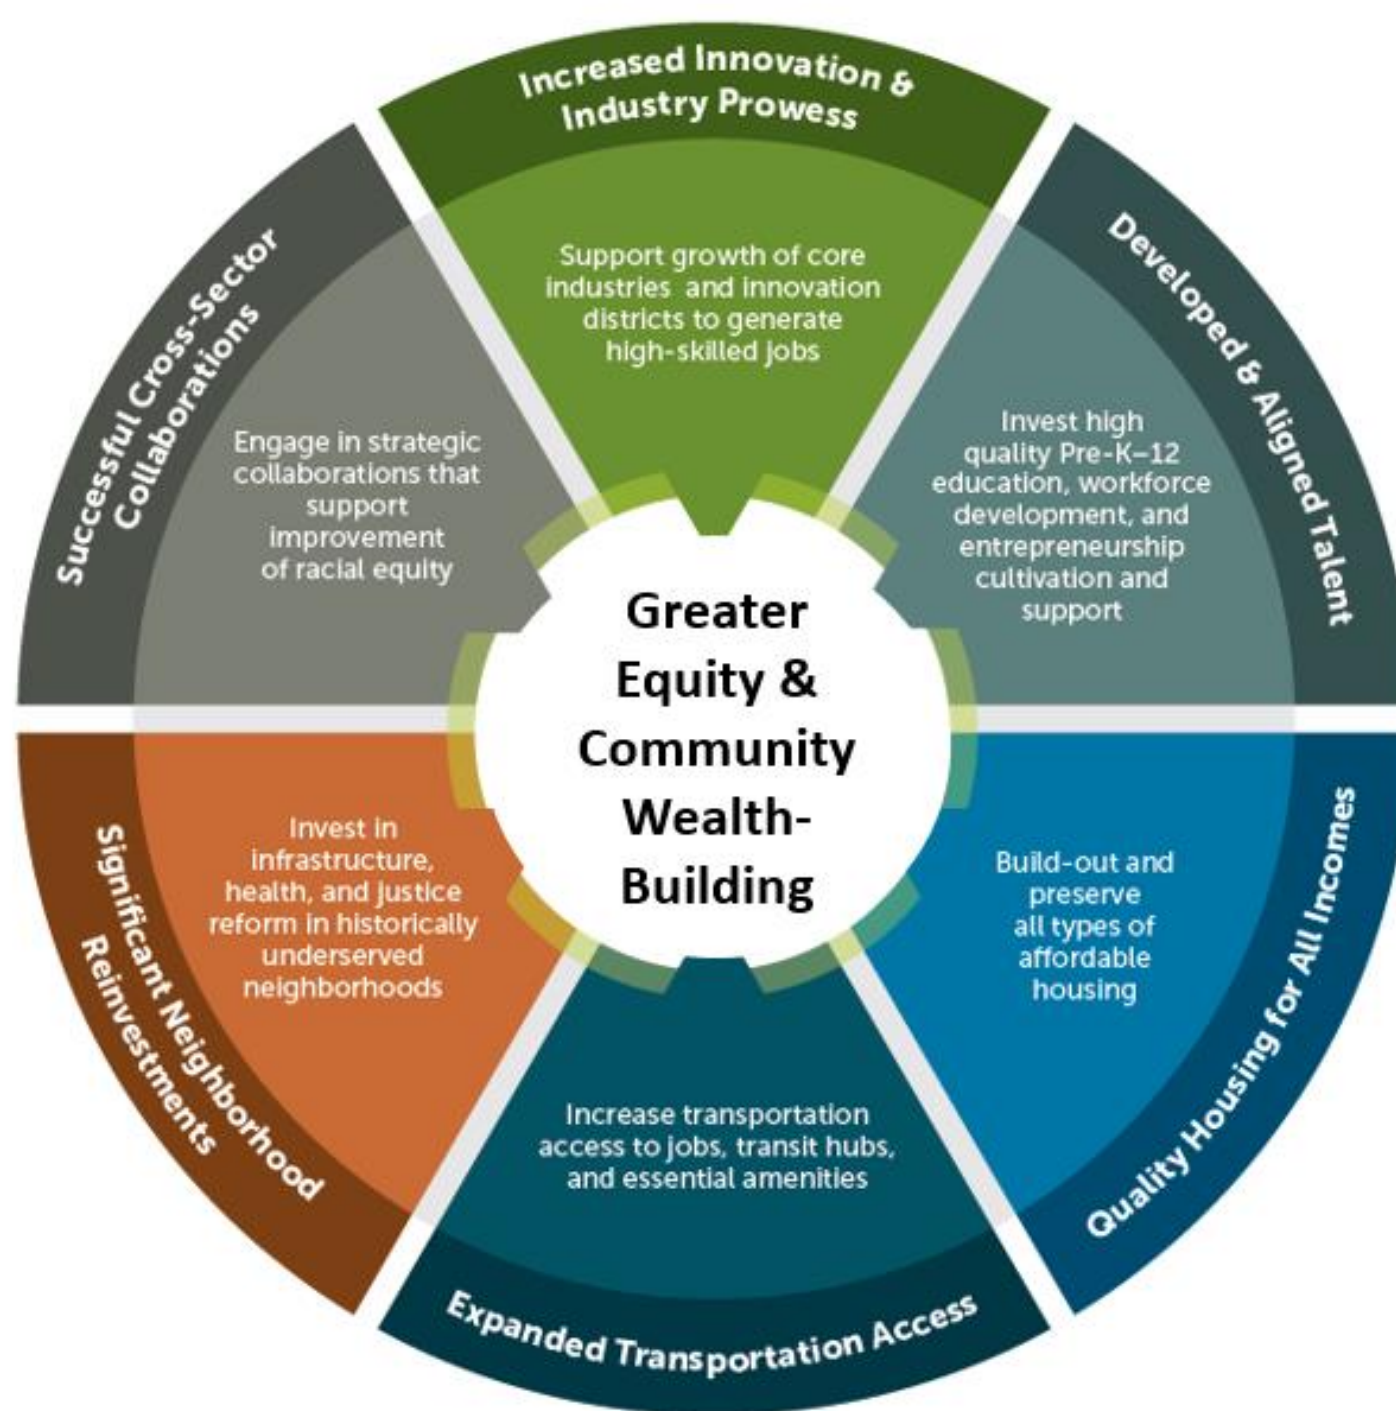 Increased Innovation &
Industry Prowess
Support growth of core
industries and innovation
districts to generate
high-skilled jobs
Developed & Aligned Talent
Invest high
quality Pre-K–12
education, workforce
development, and
entrepreneurship
cultivation and
support
Quality Housing for All Incomes
Build-out and
preserve
all types of
affordable
housing
Expanded Transportation Access
Increase transportation
access to jobs, transit hubs,
and essential amenities
Significant Neighborhood
Reinvestments
Invest in
infrastructure,
health, and justice
reform in historically
underserved
neighborhoods
Successful Cross-Sector
Collaborations
Engage in strategic
collaborations that
support
improvement
of racial equity
Greater
Equity &
Community
Wealth-
Building